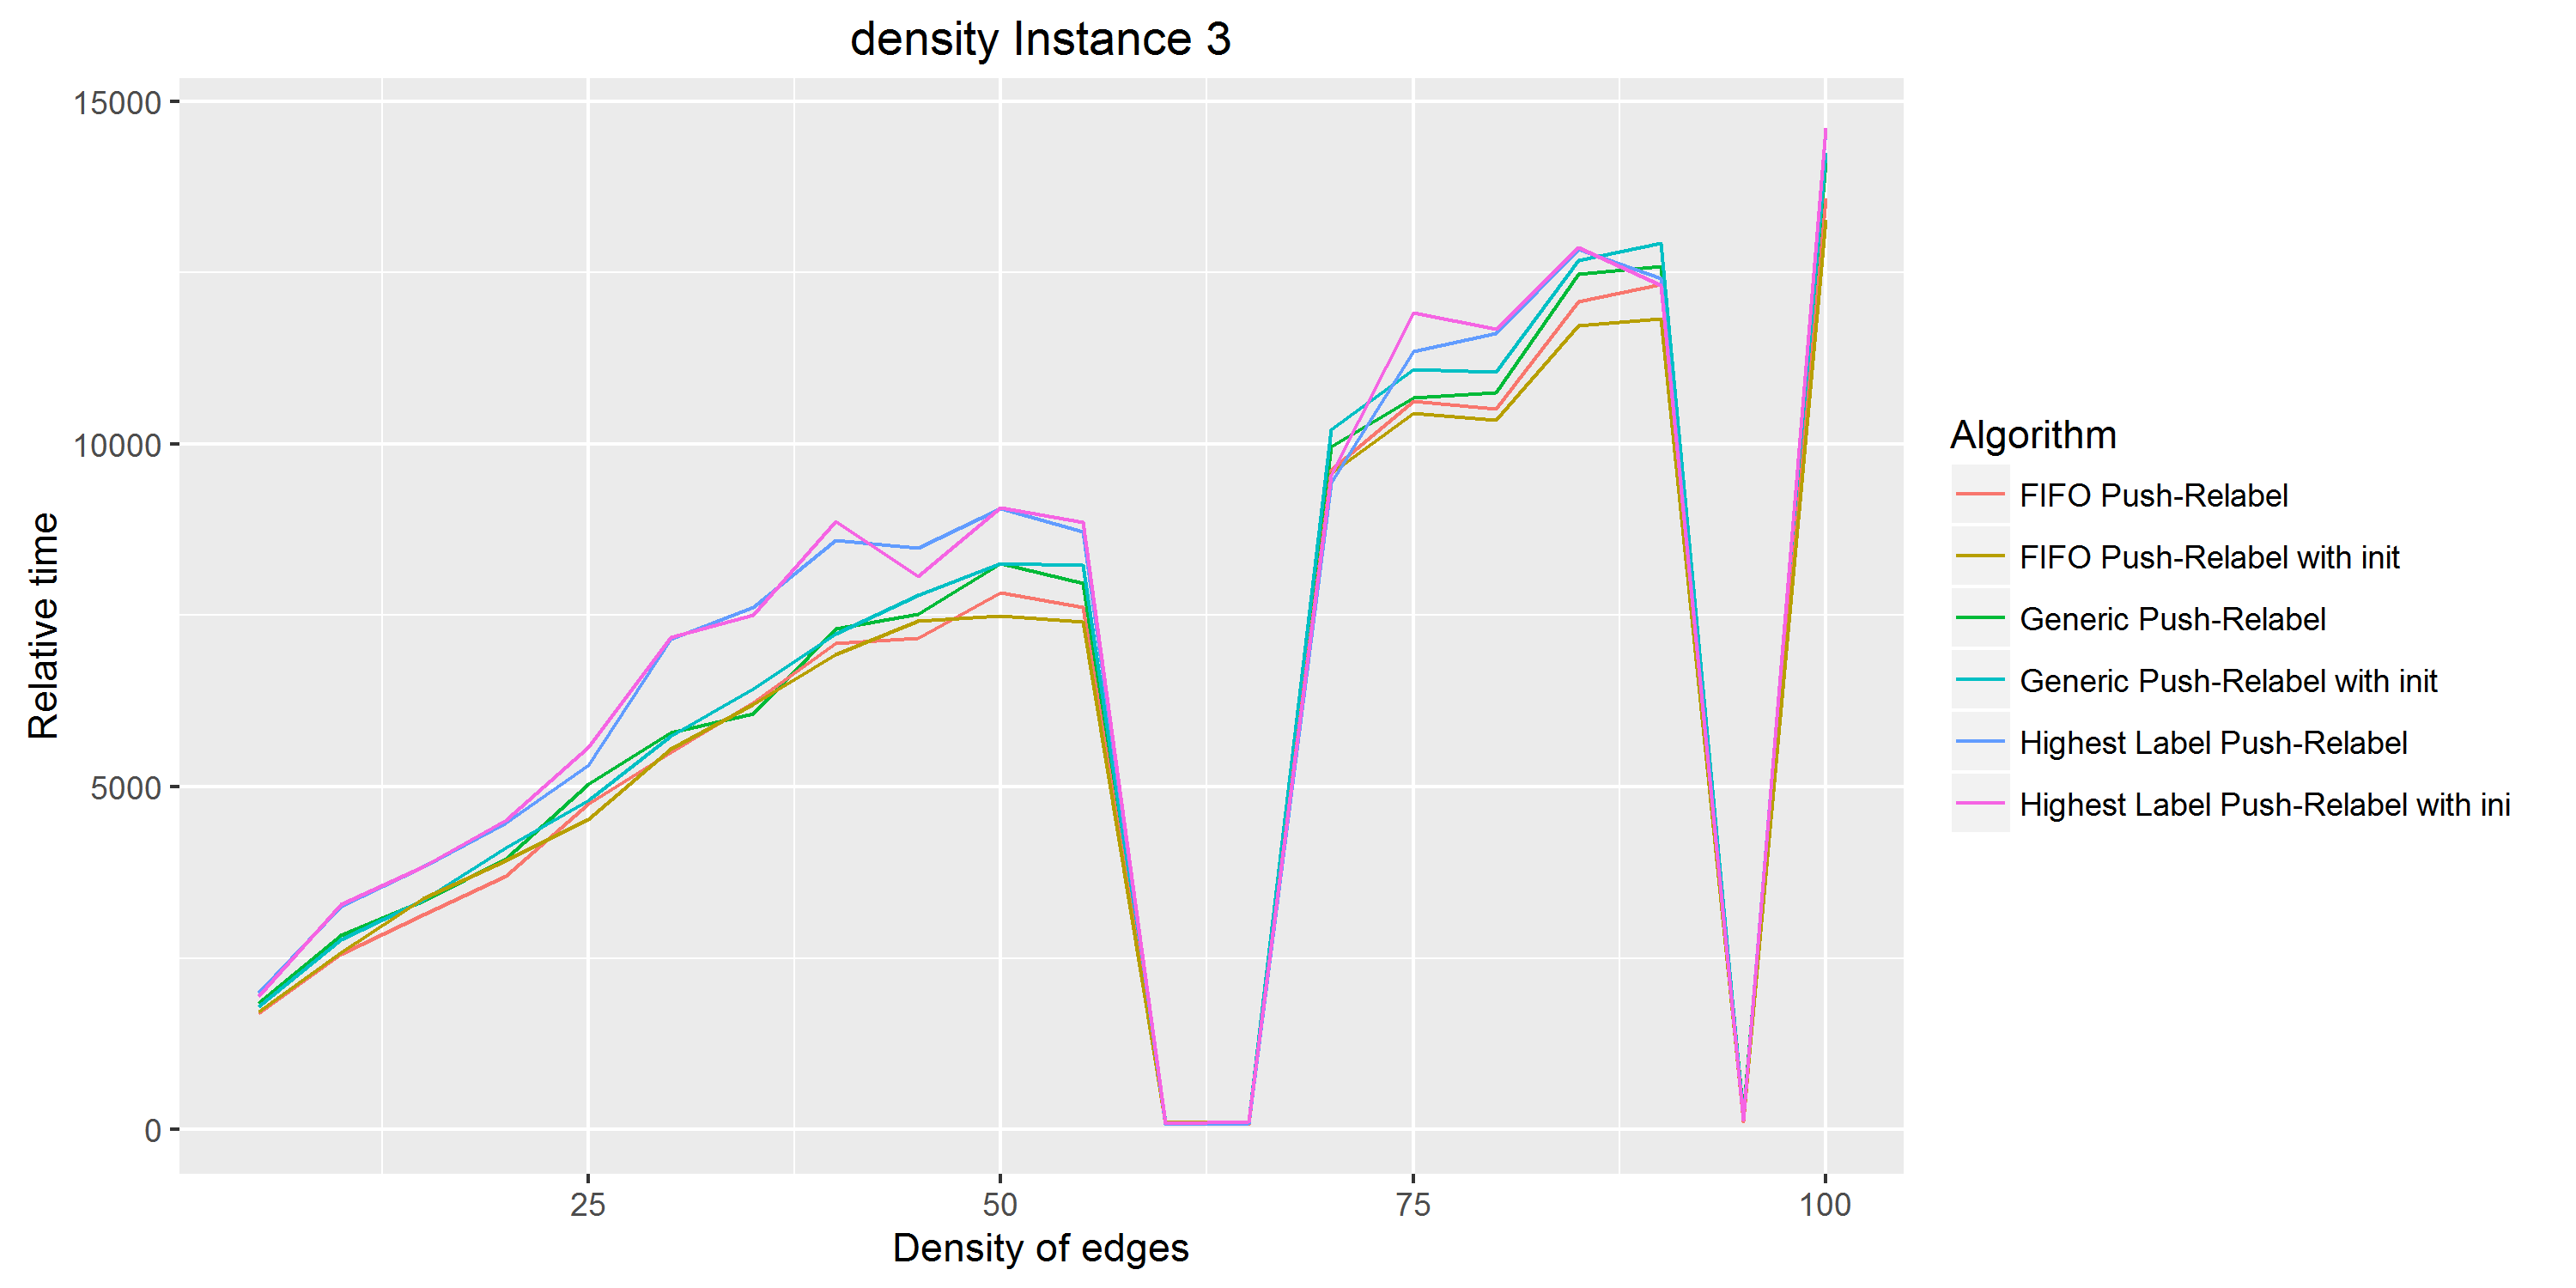 density Instance 3
15000
10000
5000
0
Relative time
25
50
75
100
Density of edges
Algorithm
FIFO Push-Relabel
FIFO Push-Relabel with init
Generic Push-Relabel
Generic Push-Relabel with init
Highest Label Push-Relabel
Highest Label Push-Relabel with ini